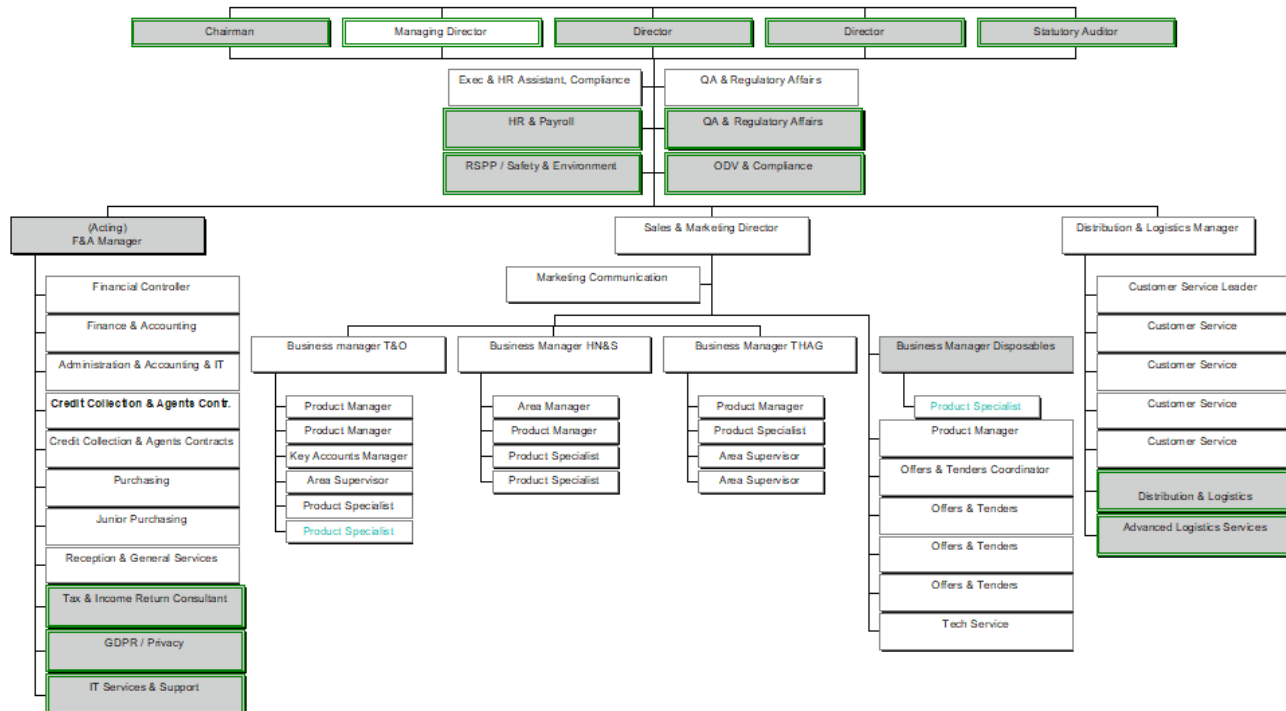 Chairman
Managing Director
Director
Director
Statutory Auditor
Exec & HR Assistant, Compliance
QA & Regulatory Affairs
HR & Payroll
QA & Regulatory Affairs
RSPP / Safety & Environment
ODV & Compliance
(Acting)
F&A Manager
Sales & Marketing Director
Distribution & Logistics Manager
Marketing Communication
Financial Controller
Finance & Accounting
Administration & Accounting & IT
Credit Collection & Agents Contr.
Credit Collection & Agents Contracts
Purchasing
Junior Purchasing
Reception & General Services
Tax & Income Return Consultant
GDPR / Privacy
IT Services & Support
Business manager T&O
Product Manager
Product Manager
Key Accounts Manager
Area Supervisor
Product Specialist
Product Specialist
Business Manager HN&S
Area Manager
Product Manager
Product Specialist
Product Specialist
Business Manager THAG
Product Manager
Product Specialist
Area Supervisor
Area Supervisor
Business Manager Disposables
Product Specialist
Product Manager
Offers & Tenders Coordinator
Offers & Tenders
Offers & Tenders
Offers & Tenders
Tech Service
Customer Service Leader
Customer Service
Customer Service
Customer Service
Customer Service
Distribution & Logistics
Advanced Logistics Services